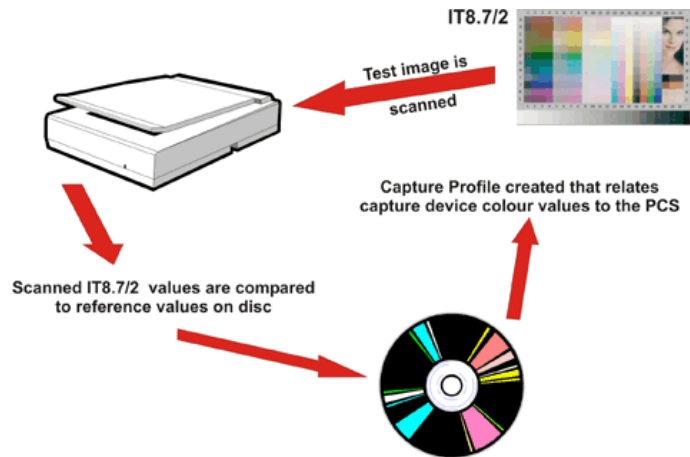 IT8.7/2
Test image is
scanned
Capture Profile created that relates
capture device colour values to the PCS
Scanned IT8.7/2 values are compared
to reference values on disc